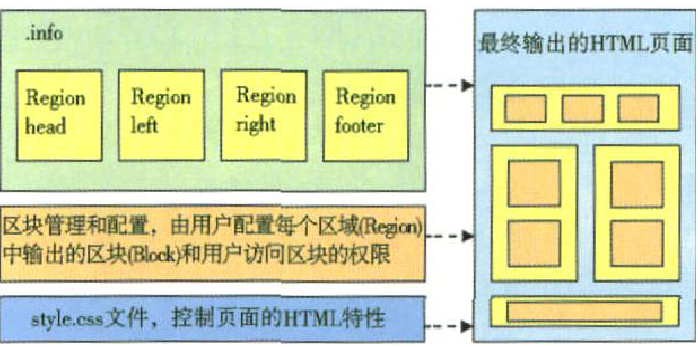 .info
Region head
Region left
Region right
Region footer
区块管理和配置，由用户配置每个区域(Region)
中输出的区块(Block)和用户访问区块的权限
style.css文件，控制页面的HTML特性
最终输出的HTML页面